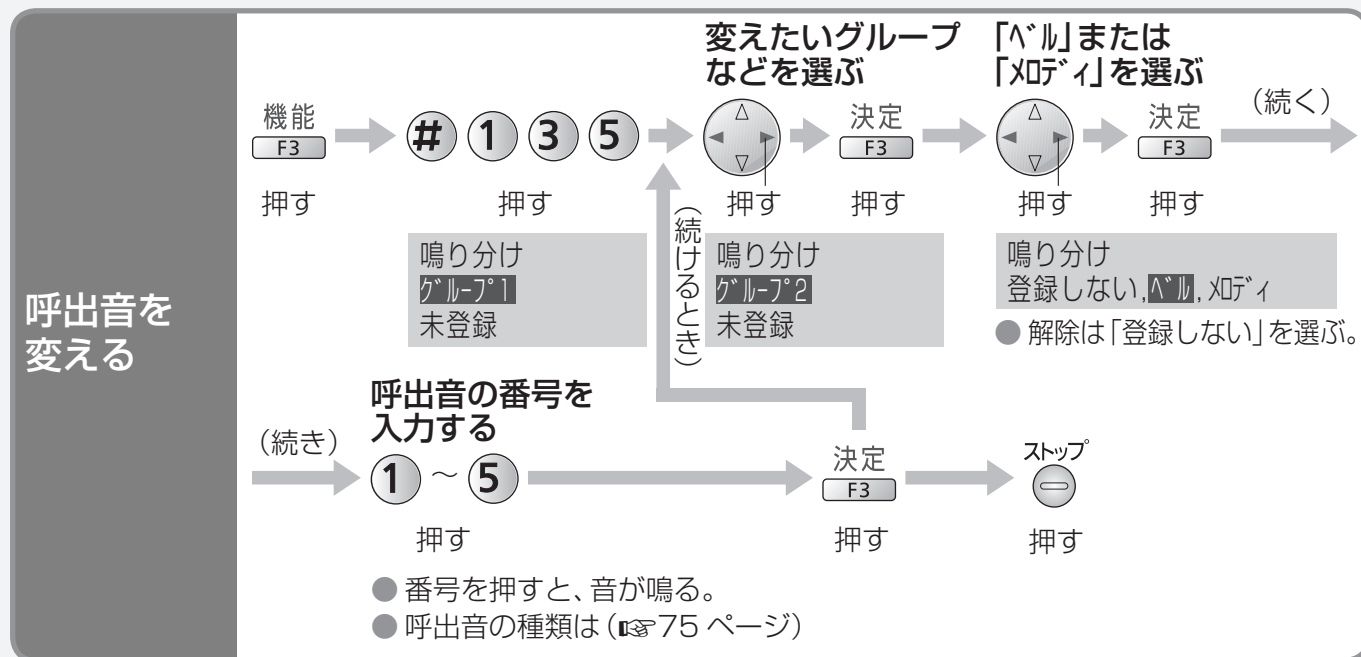 呼出音を
変える
機能
F3
押す
# 1 3 5
押す
鳴り分け
グループ1
未登録
変えたいグループ
などを選ぶ
押す
決定
F3
押す
鳴り分け
グループ2
未登録
(続けるとき)
「ベル」または
「メロディ」を選ぶ
押す
決定
F3
押す
(続く)
鳴り分け
登録しない,ベル,メロディ
● 解除は「登録しない」を選ぶ。
(続き)
呼出音の番号を
入力する
1 ~ 5
押す
決定
F3
押す
ストップ
押す
● 番号を押すと、音が鳴る。
● 呼出音の種類は(☞75 ページ)